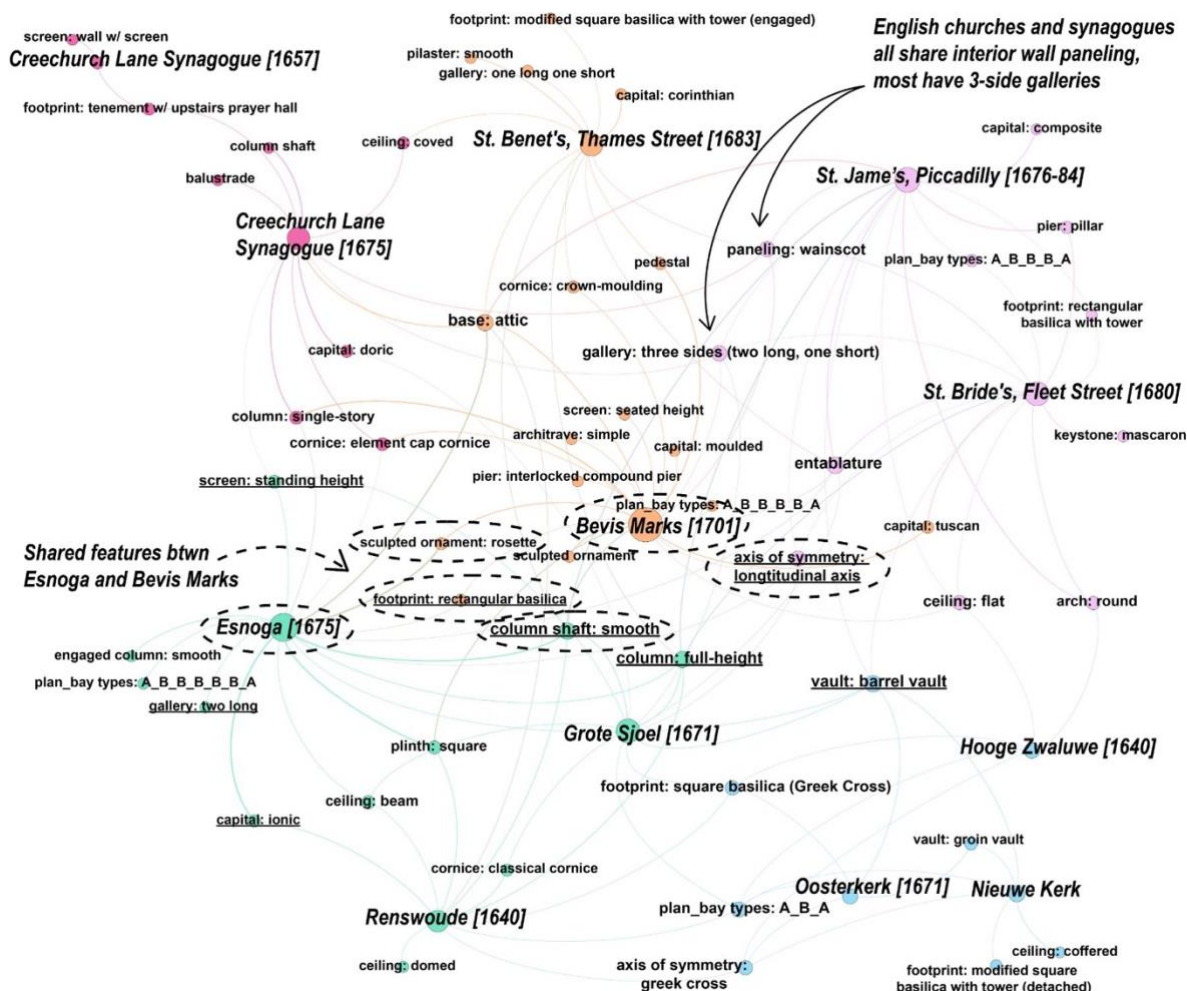 footprint: modified square basilica with tower (engaged)
English churches and synagogues
all share interior wall paneling,
most have 3-side galleries
screen: wall w/ screen
Creechurch Lane Synagogue [1657]
pilaster: smooth
gallery: one long one short
capital: corinthian
footprint: tenement w/ upstairs prayer hall
column shaft
ceiling: coved
St. Benet's, Thames Street [1683]
capital: composite
balustrade
St. Jame's, Piccadilly [1676-84]
Creechurch Lane
Synagogue [1675]
pier: pillar
pedestal
paneling: wainscot
plan_bay types: A_B_B_B_A
cornice: crown-moulding
footprint: rectangular
basilica with tower
base: attic
capital: doric
gallery: three sides (two long, one short)
St. Bride's, Fleet Street [1680]
column: single-story
screen: seated height
cornice: element cap cornice
architrave: simple
capital: moulded
keystone: mascaron
entablature
screen: standing height
pier: interlocked compound pier
plan_bay types: A_B_B_B_B_A
Bevis Marks [1701]
capital: tuscan
Shared features btwn
Esnoga and Bevis Marks
sculpted ornament: rosette
sculpted ornament
axis of symmetry:
longtitudinal axis
footprint: rectangular basilica
ceiling: flat
arch: round
Esnoga [1675]
column shaft: smooth
engaged column: smooth
column: full-height
plan_bay types: A_B_B_B_B_B_A
vault: barrel vault
gallery: two long
plinth: square
Grote Sjoel [1671]
Hooge Zwaluwe [1640]
footprint: square basilica (Greek Cross)
ceiling: beam
capital: ionic
vault: groin vault
cornice: classical cornice
Oosterkerk [1671]
Nieuwe Kerk
Renswoude [1640]
plan_bay types: A_B_A
ceiling: domed
axis of symmetry:
greek cross
ceiling: coffered
footprint: modified square
basilica with tower (detached)